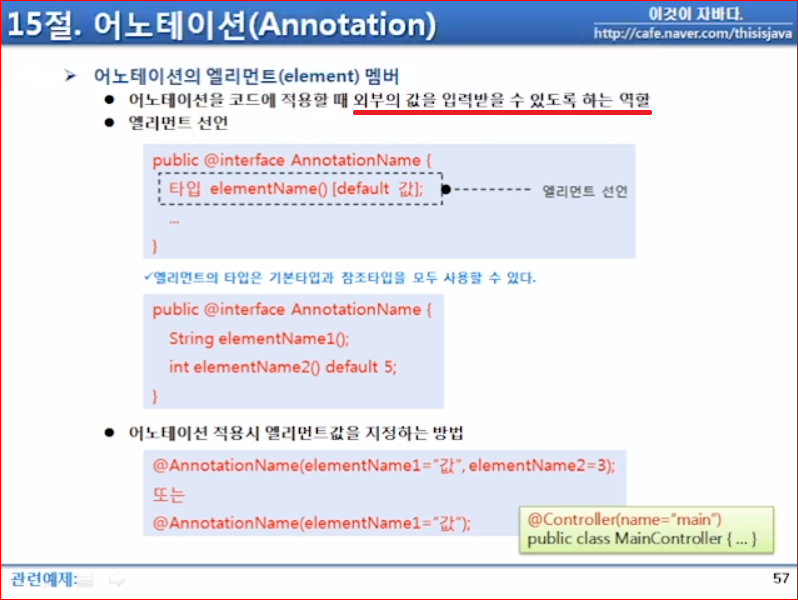 15절. 어노테이션(Annotation)
이것이 자바다.
http://cafe.naver.com/thisisjava
➤ 어노테이션의 엘리먼트(element) 멤버
● 어노테이션을 코드에 적용할 때 외부의 값을 입력받을 수 있도록 하는 역할
● 엘리먼트 선언
public @interface AnnotationName {
타입 elementName() [default 값];
엘리먼트 선언
...
}
✓엘리먼트의 타입은 기본타입과 참조타입을 모두 사용할 수 있다.
public @interface AnnotationName {
String elementName1();
int elementName2() default 5;
}
● 어노테이션 적용시 엘리먼트값을 지정하는 방법
@AnnotationName(elementName1="값", elementName2=3);
또는
@AnnotationName(elementName1="값");
@Controller(name="main")
public class MainController { ... }
관련예제:
57